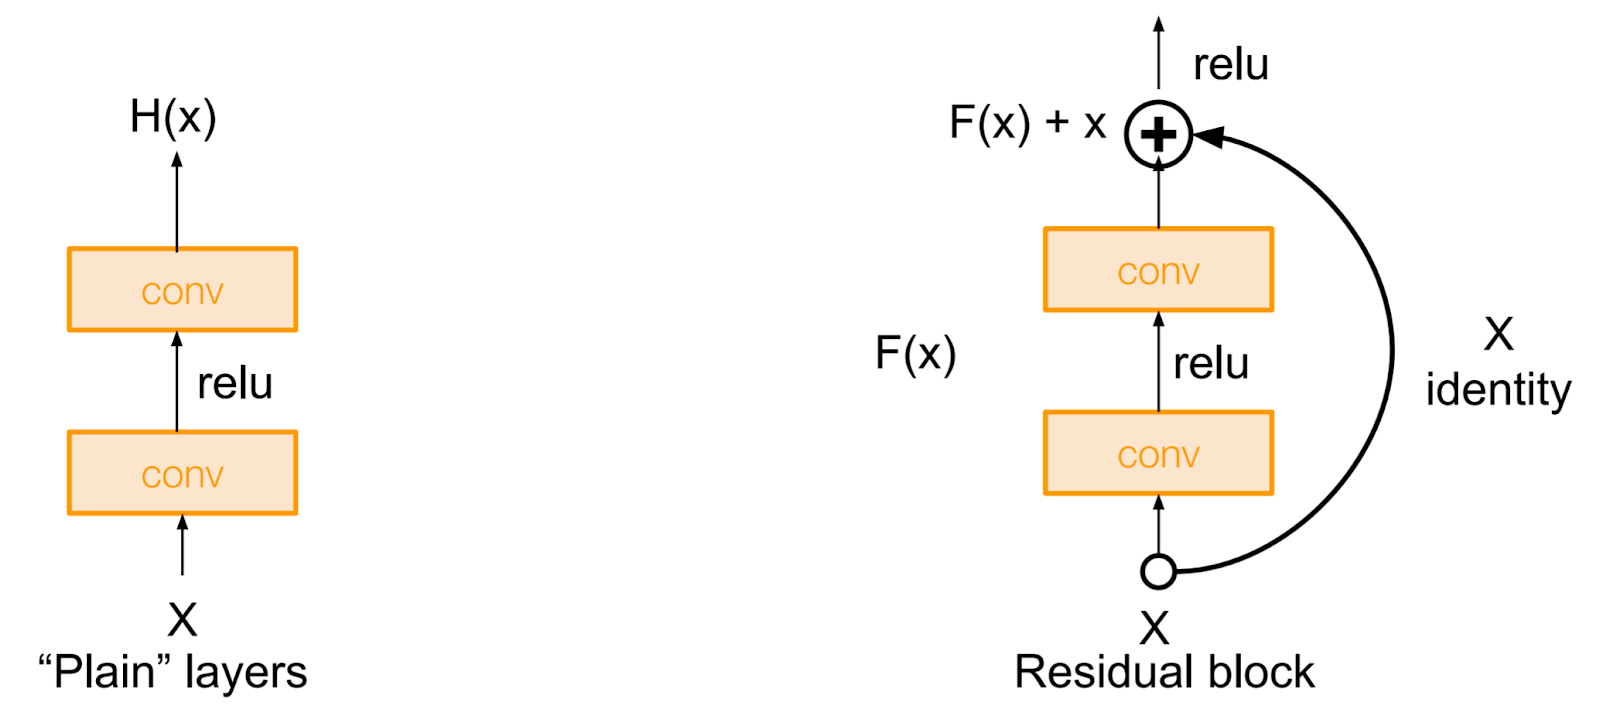 H(x)
conv
relu
conv
X
“Plain” layers
relu
F(x) + x
conv
F(x)
relu
X
identity
conv
X
Residual block